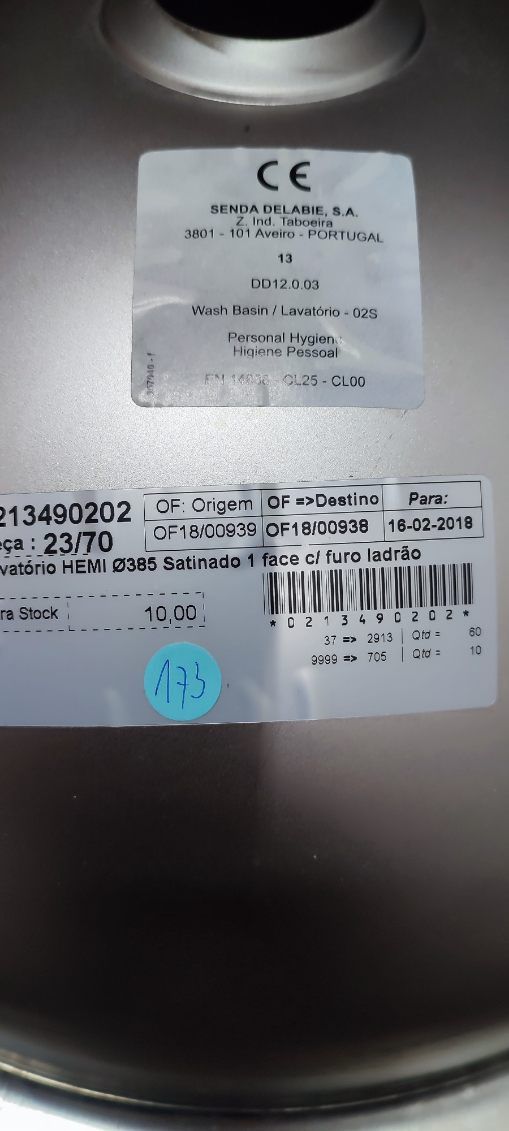 CE
SENDA DELABIE, S.A.
Z. Ind. Taboeira
3801 - 101 Aveiro - PORTUGAL
13
DD12.0.03
Wash Basin / Lavatório - 02S
Personal Hygiene
Higiene Pessoal
- CL25 - CL00
213490202
eça : 23/70
OF: Origem OF =>Destino Para:
OF18/00939 OF18/00938 16-02-2018
vatório HEMI Ø385 Satinado 1 face c/ furo ladrão
ra Stock 10,00
*0213490202*
37 => 2913 | Qtd = 60
9999 => 705 | Qtd = 10
173